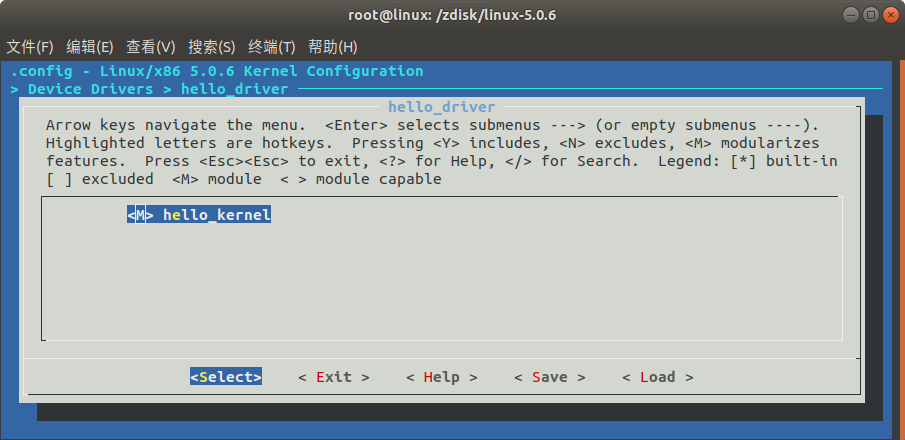 root@linux: /zdisk/linux-5.0.6
文件(F) 编辑(E) 查看(V) 搜索(S) 终端(T) 帮助(H)
.config - Linux/x86 5.0.6 Kernel Configuration
> Device Drivers > hello_driver
hello_driver
Arrow keys navigate the menu.  <Enter> selects submenus ---> (or empty submenus ----).
Highlighted letters are hotkeys.  Pressing <Y> includes, <N> excludes, <M> modularizes
features.  Press <Esc><Esc> to exit, <?> for Help, </> for Search.  Legend: [*] built-in
[ ] excluded  <M> module  < > module capable
<M> hello_kernel
<Select>    < Exit >    < Help >    < Save >    < Load >